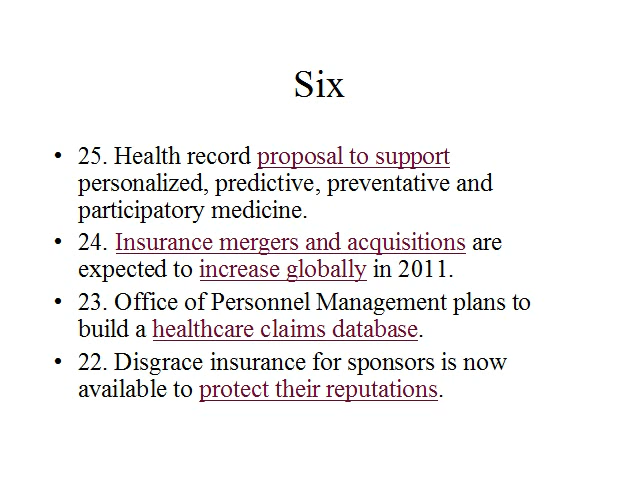 Six
• 25. Health record proposal to support
personalized, predictive, preventative and
participatory medicine.
• 24. Insurance mergers and acquisitions are
expected to increase globally in 2011.
• 23. Office of Personnel Management plans to
build a healthcare claims database.
• 22. Disgrace insurance for sponsors is now
available to protect their reputations.